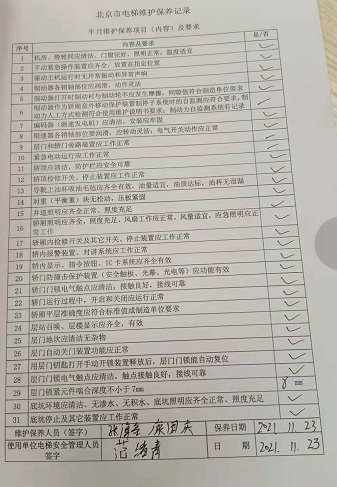 北京市电梯维护保养记录
半月维护保养项目（内容）及要求
序号 内容及要求 是/否
1 机房、滑轮间应清洁，门窗完好、照明正常，温度适宜
2 手动紧急操作装置应齐全，放置在指定位置
3 驱动主机运行时无异常振动和异常声响
4 制动器各销轴部位应润滑，动作灵活
5 制动器打开时制动衬与制动轮不应发生摩擦，间隙值符合制造单位要求
6 制动器作为轿厢意外移动保护装置制停子系统时的自监测应符合要求，制动力人工方式检测符合使用维护说明书要求；制动力自监测系统有记录
7 编码器（测速发电机）应清洁，安装应牢固
8 限速器各销轴部位要润滑，应转动灵活；电气开关动作应正常
9 层门和轿门旁路装置应工作正常
10 紧急电动运行应工作正常
11 轿顶应清洁，防护栏应安全可靠
12 轿顶检修开关、停止装置应工作正常
13 导靴上油杯吸油毛毡应齐全有效，油量适宜，油质达标，油杯无泄漏
14 对重（平衡重）块无松动，压板紧固
15 井道照明应齐全正常、照度充足
16 轿厢照明应齐全、照度充足，风扇工作应正常、风量适宜，应急照明应正常工作
17 轿厢内检修开关及其它开关、停止装置应工作正常
18 轿内报警装置、对讲系统应工作正常
19 轿内显示、指令按钮、IC卡系统应齐全有效
20 轿门防撞击保护装置（安全触板、光幕、光电等）应功能有效
21 轿门门锁电气触点应清洁，接触良好，接线可靠
22 轿门运行过程中，开启和关闭应运行正常
23 轿厢平层准确度应符合标准值或制造单位要求
24 层站召唤、层楼显示应齐全，有效
25 层门地坎应清洁无杂物
26 层门自动关门装置功能应正常
27 用层门钥匙打开手动开锁装置释放后，层门门锁能自动复位
28 层门门锁电气触点应清洁，触点接触良好，接线可靠
29 层门锁紧元件啮合深度不小于7mm 8 mm
30 底坑环境应清洁、无渗水、无积水、底坑照明应齐全正常、照度充足
31 底坑停止及其它装置应工作正常
维护保养人员（签字） 康国庆 保养日期 2021. 11. 23
使用单位电梯安全管理人员签字 日 期 2021. 11. 23